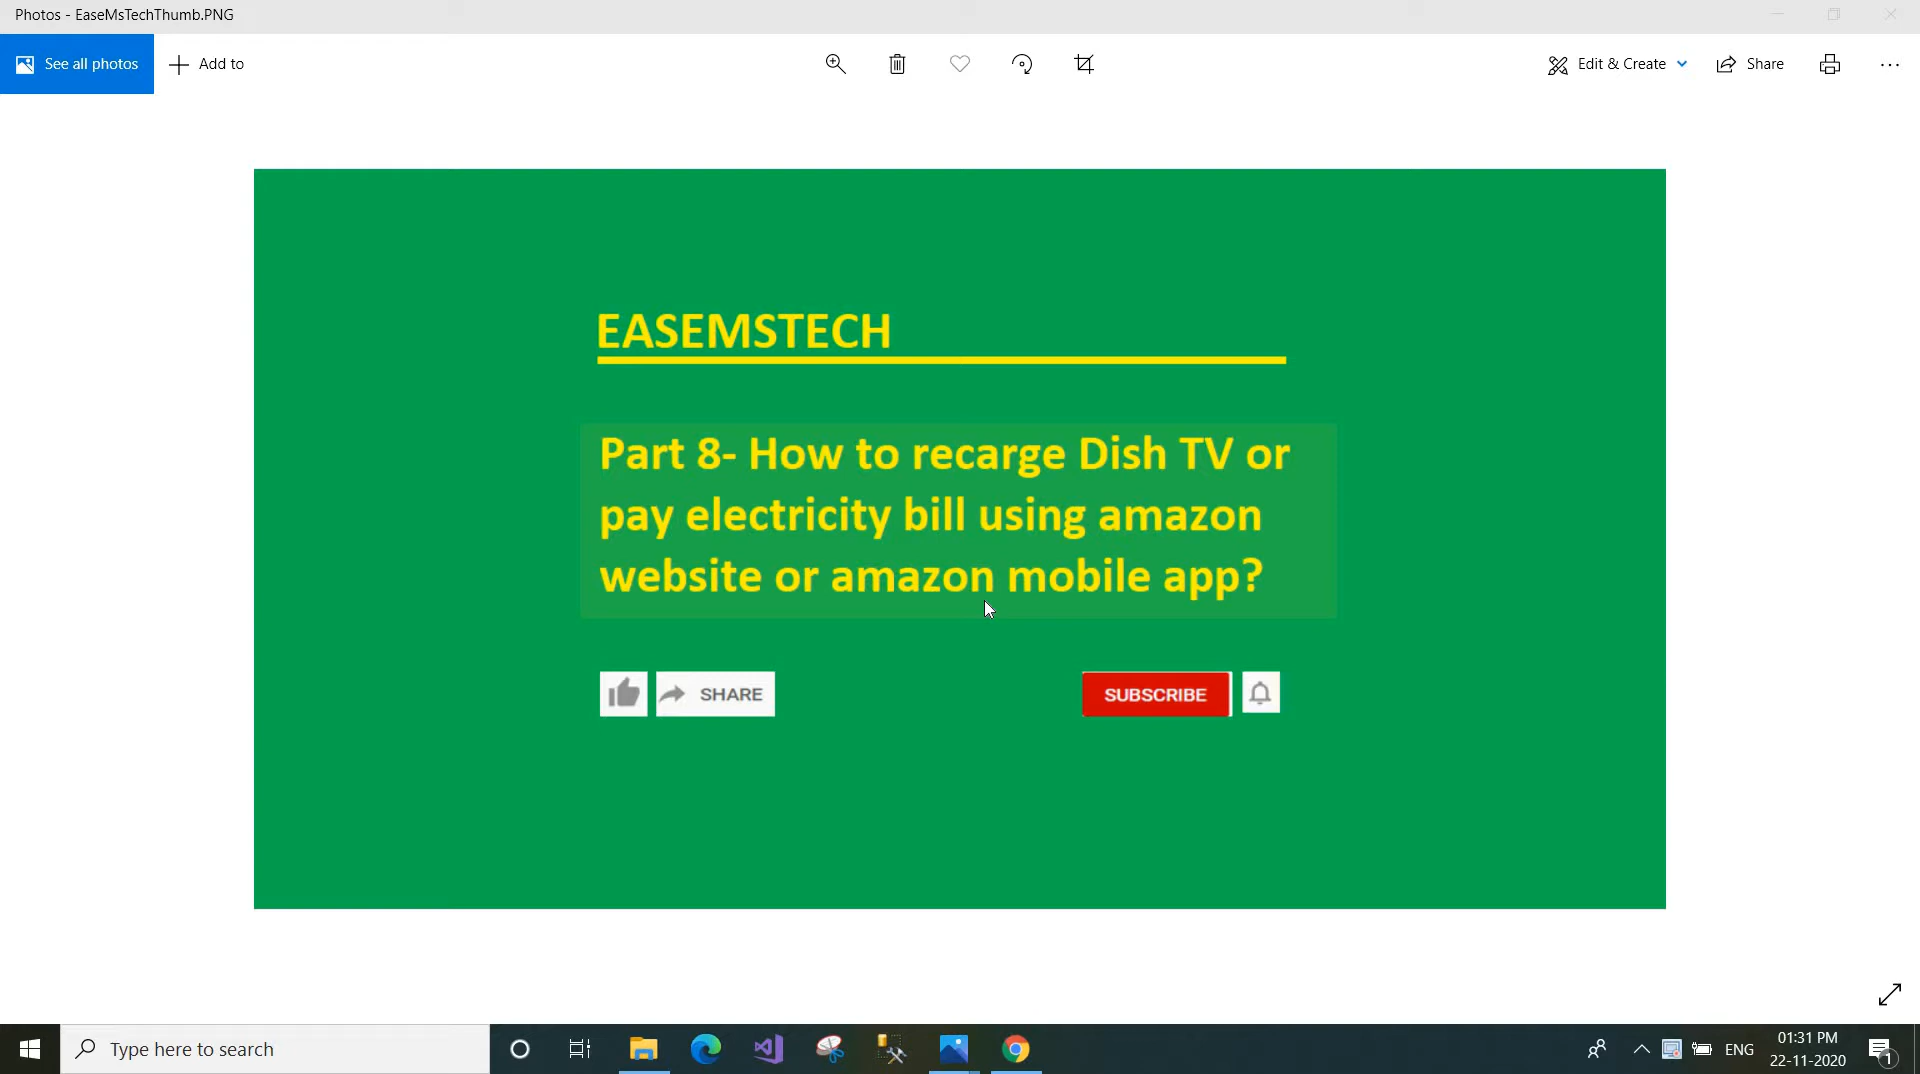 Photos - EaseMsTechThumb.PNG
See all photos
Add to
Edit & Create
Share
EASEMSTECH
Part 8- How to recarge Dish TV or
pay electricity bill using amazon
website or amazon mobile app?
SHARE
SUBSCRIBE
Type here to search
ENG
01:31 PM
22-11-2020
1